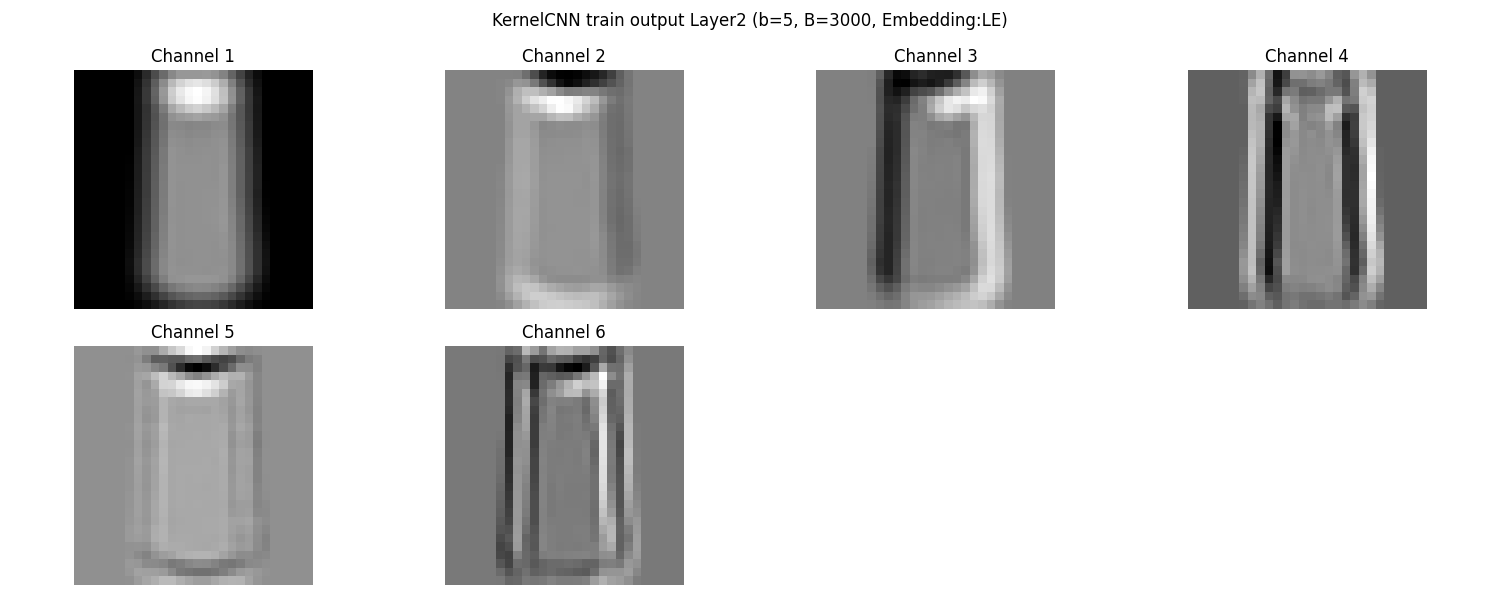 KernelCNN train output Layer2 (b=5, B=3000, Embedding:LE)
Channel 1
Channel 2
Channel 3
Channel 4
Channel 5
Channel 6